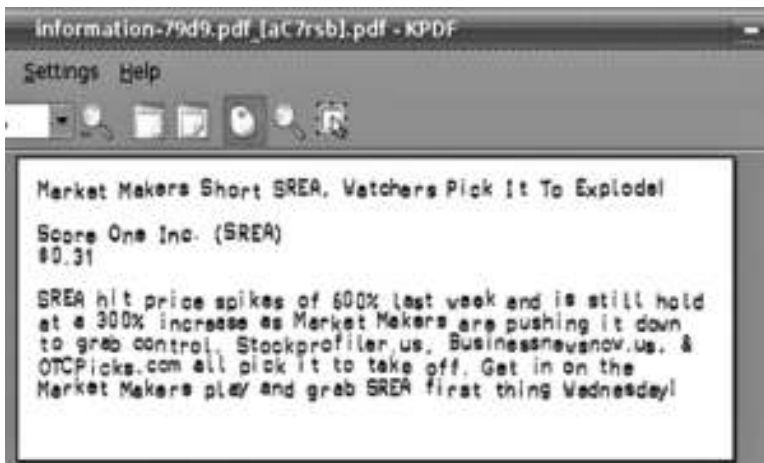 information-79d9.pdf_[aC7rsb].pdf - KPDF
Settings Help
Market Makers Short SREA, Watchers Pick It To Explode!
Score One Inc. (SREA)
$0.31
SREA hit price spikes of 600% last week and is still hold
at a 300% increase as Market Makers are pushing it down
to grab control. Stockprofiler.us, Businessnewsnow.us, &
OTCPicks.com all pick it to take off. Get in on the
Market Makers play and grab SREA first thing Wednesday!